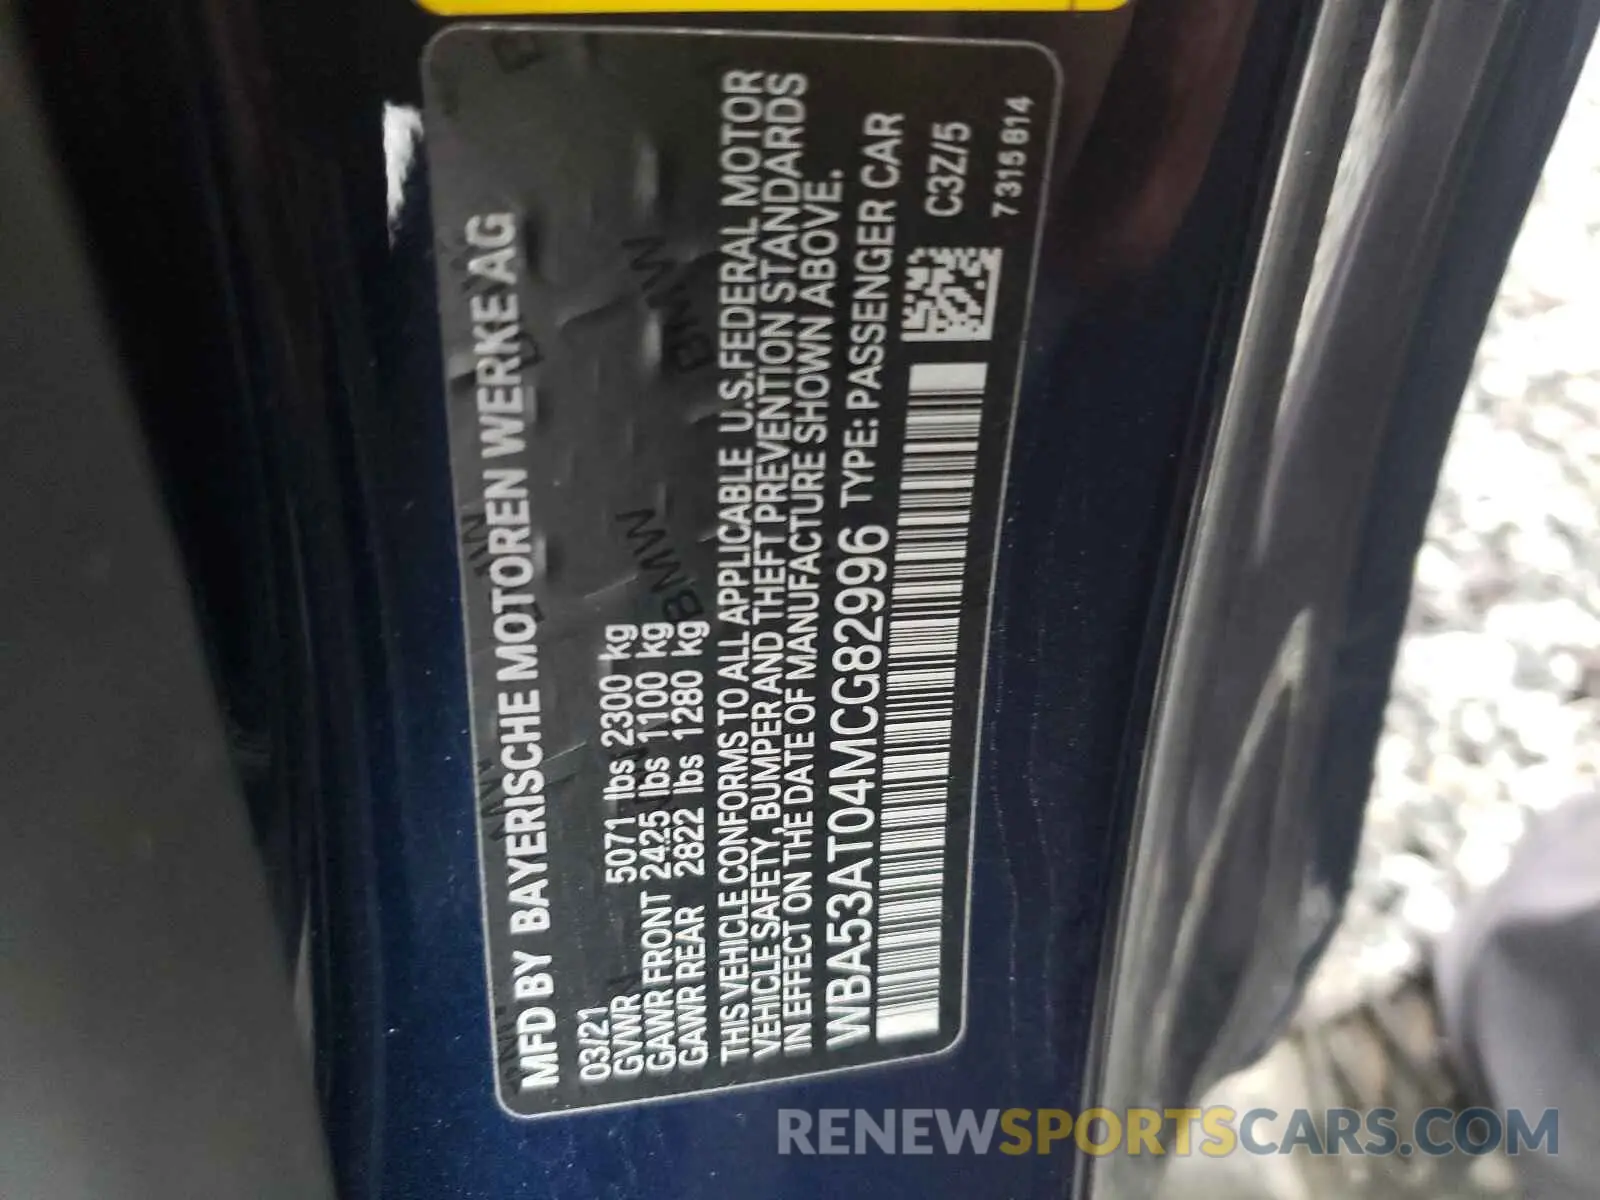 MFD BY BAYERISCHE MOTOREN WERKE AG
03/21
GVWR 5071 lbs 2300 kg
GAWR FRONT 2425 lbs 1100 kg
GAWR REAR 2822 lbs 1280 kg
THIS VEHICLE CONFORMS TO ALL APPLICABLE U.S. FEDERAL MOTOR
VEHICLE SAFETY, BUMPER AND THEFT PREVENTION STANDARDS
IN EFFECT ON THE DATE OF MANUFACTURE SHOWN ABOVE.
WBA53AT04MCG82996 TYPE: PASSENGER CAR
C3Z/5
7315814
BMW
BMW
RENEWSPORTSCARS.COM